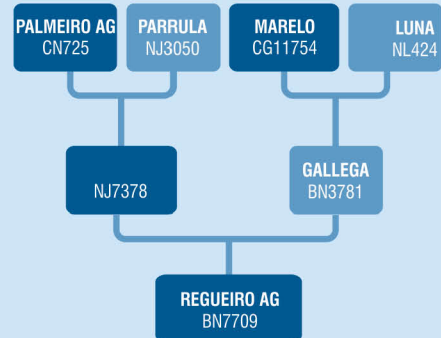 PALMEIRO AG
CN725
PARRULA
NJ3050
MARELO
CG11754
LUNA
NL424
NJ7378
GALLEGA
BN3781
REGUEIRO AG
BN7709